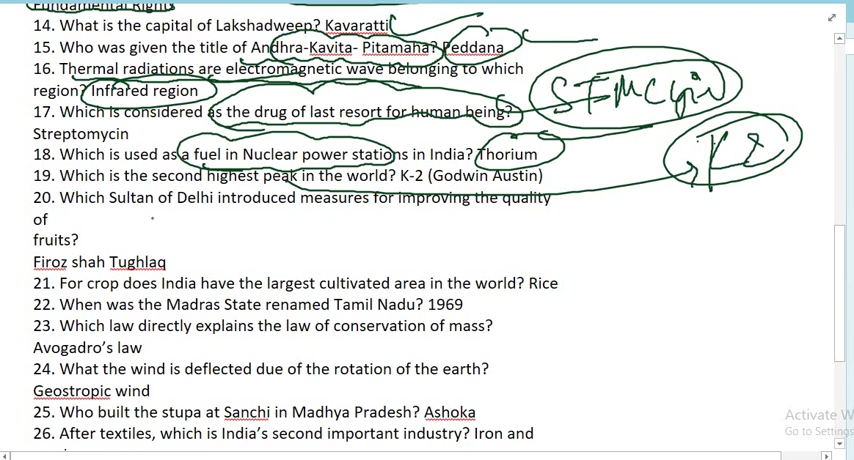 Fundamental Rights
14. What is the capital of Lakshadweep? Kavaratti
15. Who was given the title of Andhra-Kavita- Pitamaha? Peddana
16. Thermal radiations are electromagnetic wave belonging to which
region? Inffared region
17. Which is considered as the drug of last resort for human being?
Streptomycin
18. Which is used as a fuel in Nuclear power stations in India? Thorium
19. Which is the second highest peak in the world? K-2 (Godwin Austin)
20. Which Sultan of Delhi introduced measures for improving the quality
of
fruits?
Firoz shah Tughlaq
21. For crop does India have the largest cultivated area in the world? Rice
22. When was the Madras State renamed Tamil Nadu? 1969
23. Which law directly explains the law of conservation of mass?
Avogadro's law
24. What the wind is deflected due of the rotation of the earth?
Geostropic wind
25. Who built the stupa at Sanchi in Madhya Pradesh? Ashoka
26. After textiles, which is India's second important industry? Iron and
Activate W
Go to Settings